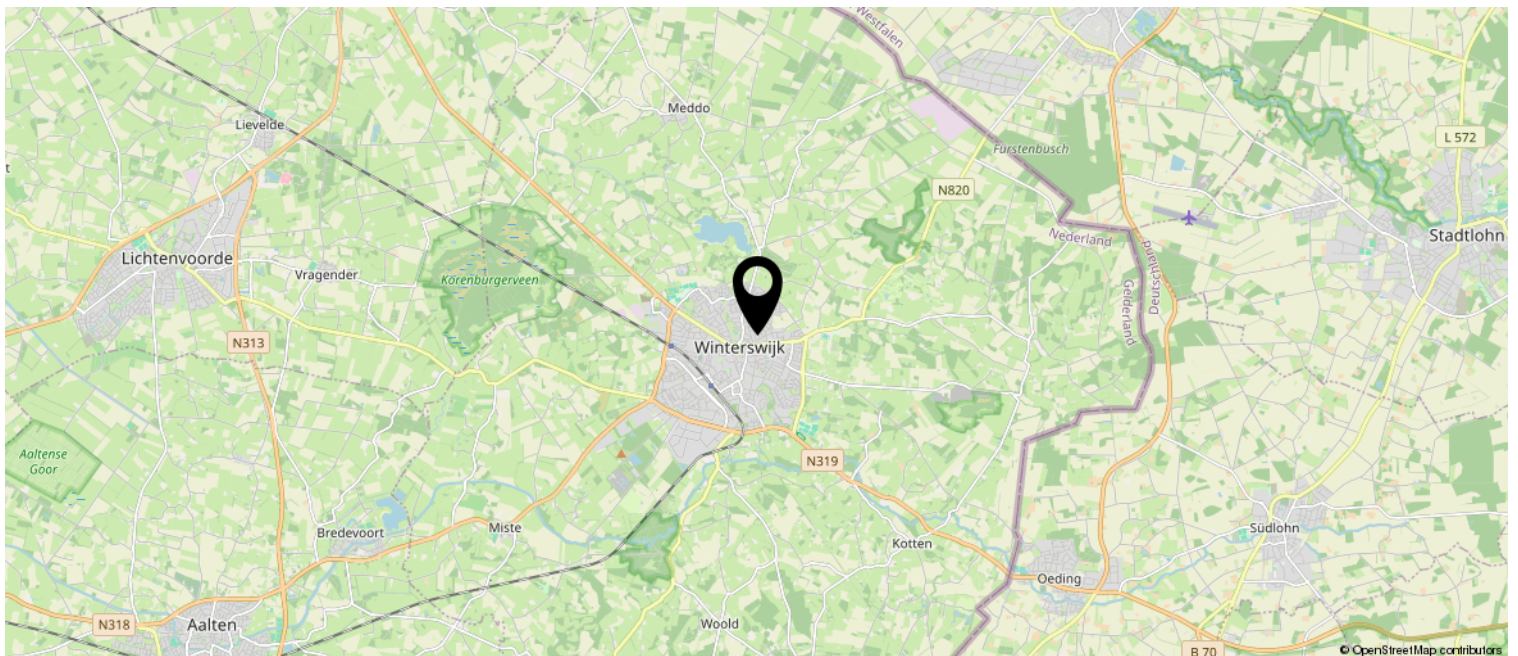 Westfalen
Meddo
Lievelde
L 572
t
Fürstenbusch
N820
Stadtlohn
Nederland
Deutschland
Lichtenvoorde
Vragender
Korenburgerveen
Gelderland
N313
Winterswijk
Aaltense
Goor
N319
Bredevoort
Miste
Südlohn
Kotten
Oeding
N318
Aalten
Woold
B 70
© OpenStreetMap contributors